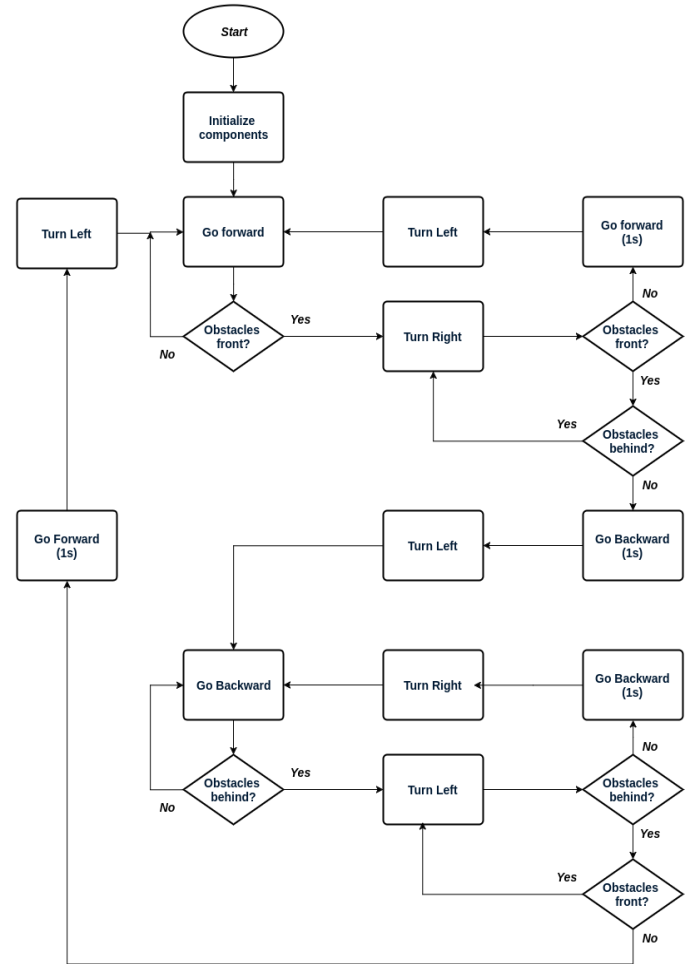 Start
Initialize
components
Turn Left
Go forward
Turn Left
Go forward
(1s)
No
Obstacles
front?
Yes
No
Turn Right
Obstacles
front?
Yes
Yes
Obstacles
behind?
No
Go Forward
(1s)
Turn Left
Go Backward
(1s)
Go Backward
Turn Right
Go Backward
(1s)
No
Obstacles
behind?
Yes
No
Turn Left
Obstacles
behind?
Yes
Yes
Obstacles
front?
No